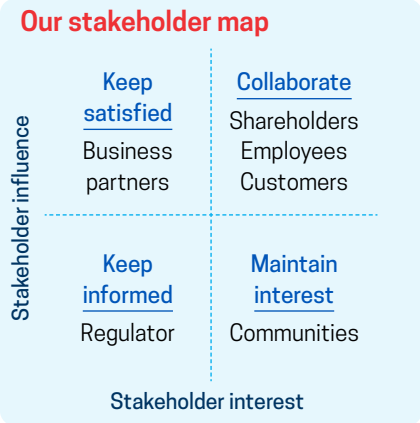 Our stakeholder map
Stakeholder influence
Keep
satisfied
Business
partners
Collaborate
Shareholders
Employees
Customers
Keep
informed
Regulator
Maintain
interest
Communities
Stakeholder interest